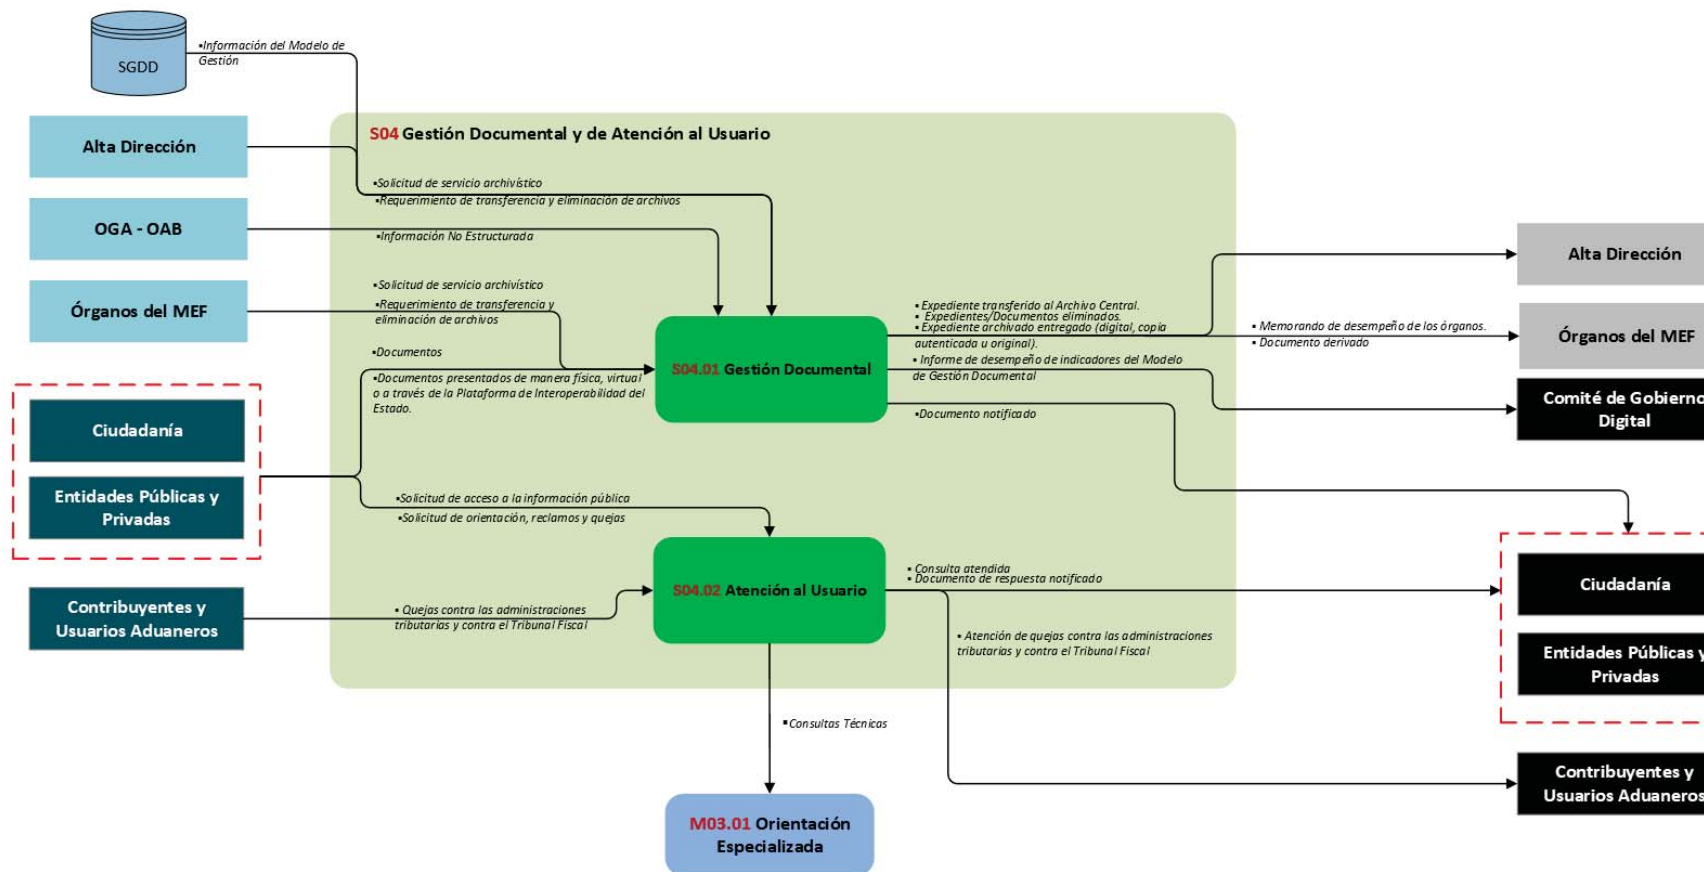 SGDD
▪Información del Modelo de
Gestión
Alta Dirección
S04 Gestión Documental y de Atención al Usuario
▪Solicitud de servicio archivístico
▪Requerimiento de transferencia y eliminación de archivos
OGA - OAB
▪Información No Estructurada
Órganos del MEF
▪Solicitud de servicio archivístico
▪Requerimiento de transferencia y
eliminación de archivos
▪Documentos
▪Documentos presentados de manera física, virtual
o a través de la Plataforma de Interoperabilidad del
Estado.
S04.01 Gestión Documental
▪ Expediente transferido al Archivo Central.
▪ Expedientes/Documentos eliminados.
▪ Expediente archivado entregado (digital, copia
autenticada u original).
▪ Informe de desempeño de indicadores del Modelo
de Gestión Documental
▪Documento notificado
▪ Memorando de desempeño de los órganos.
▪ Documento derivado
Alta Dirección
Órganos del MEF
Comité de Gobierno
Digital
Ciudadanía
Entidades Públicas y
Privadas
▪Solicitud de acceso a la información pública
▪Solicitud de orientación, reclamos y quejas
Contribuyentes y
Usuarios Aduaneros
▪ Quejas contra las administraciones
tributarias y contra el Tribunal Fiscal
S04.02 Atención al Usuario
▪ Consulta atendida
▪ Documento de respuesta notificado
▪ Atención de quejas contra las administraciones
tributarias y contra el Tribunal Fiscal
Ciudadanía
Entidades Públicas y
Privadas
▪Consultas Técnicas
Contribuyentes y
Usuarios Aduaneros
M03.01 Orientación
Especializada